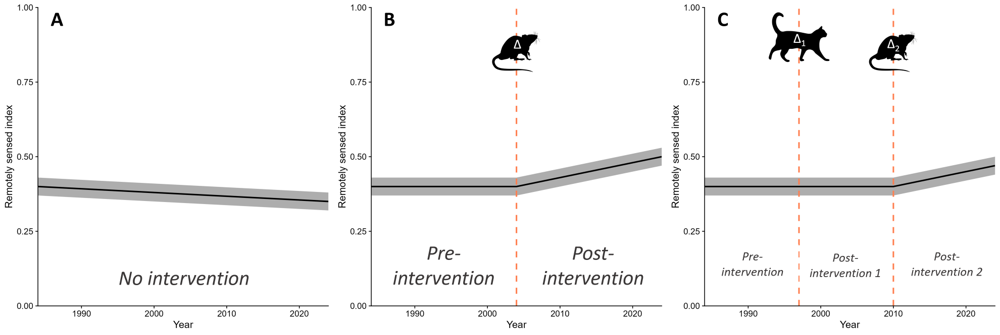 A
1.00
0.75
0.50
0.25
0.00
Remotely sensed index
No intervention
1990 2000 2010 2020
Year
B
1.00
0.75
0.50
0.25
0.00
Remotely sensed index
Δ
Pre-
intervention
Post-
intervention
1990 2000 2010 2020
Year
C
1.00
0.75
0.50
0.25
0.00
Remotely sensed index
Δ1
Δ2
Pre-
intervention
Post-
intervention 1
Post-
intervention 2
1990 2000 2010 2020
Year